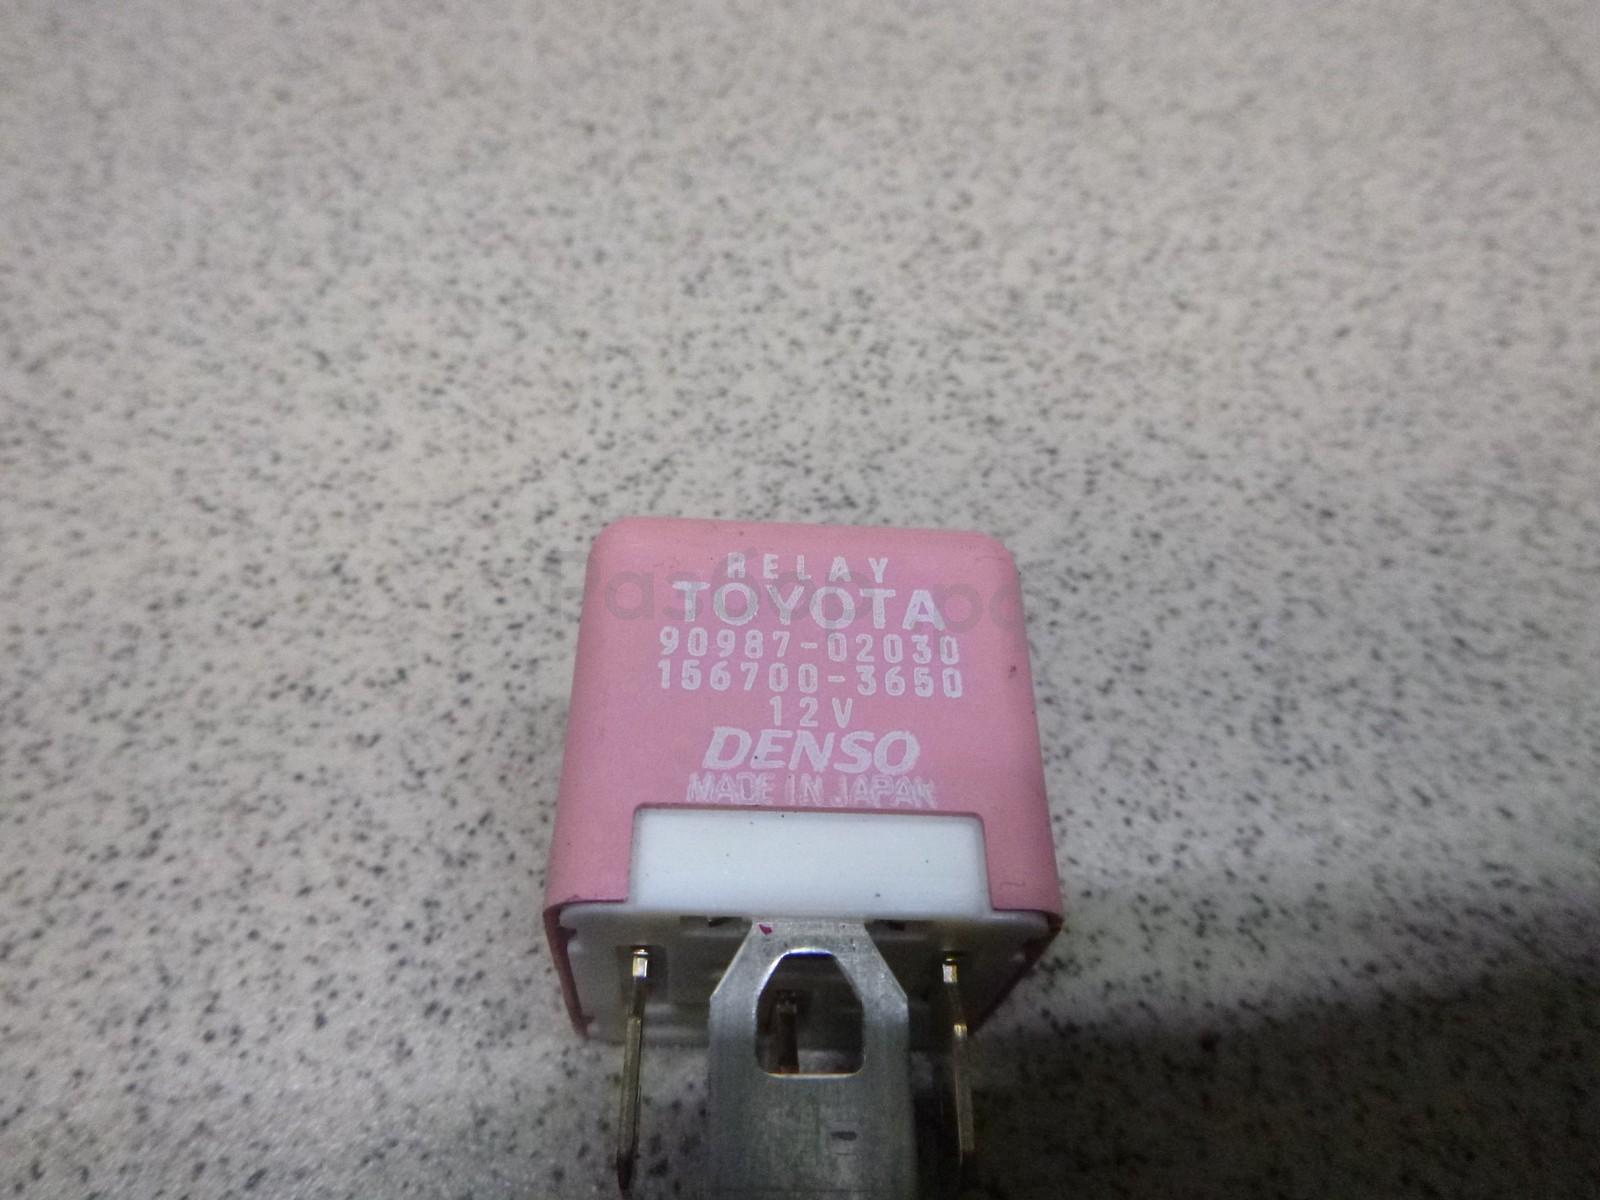 RELAY
TOYOTA
90987-02030
156700-3650
12V
DENSO
MADE IN JAPAN